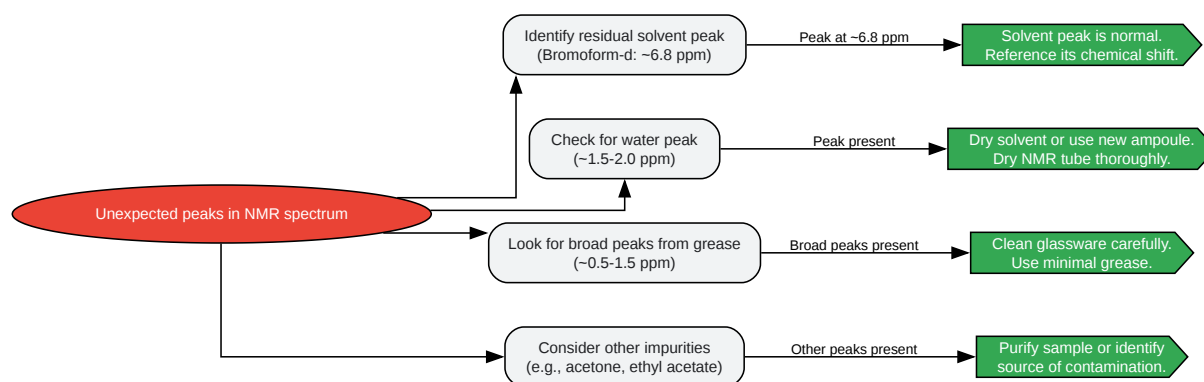 Identify residual solvent peak
(Bromoform-d: ~6.8 ppm)
Peak at ~6.8 ppm
Solvent peak is normal.
Reference its chemical shift.
Check for water peak
(~1.5-2.0 ppm)
Peak present
Dry solvent or use new ampoule.
Dry NMR tube thoroughly.
Unexpected peaks in NMR spectrum
Look for broad peaks from grease
(~0.5-1.5 ppm)
Broad peaks present
Clean glassware carefully.
Use minimal grease.
Consider other impurities
(e.g., acetone, ethyl acetate)
Other peaks present
Purify sample or identify
source of contamination.